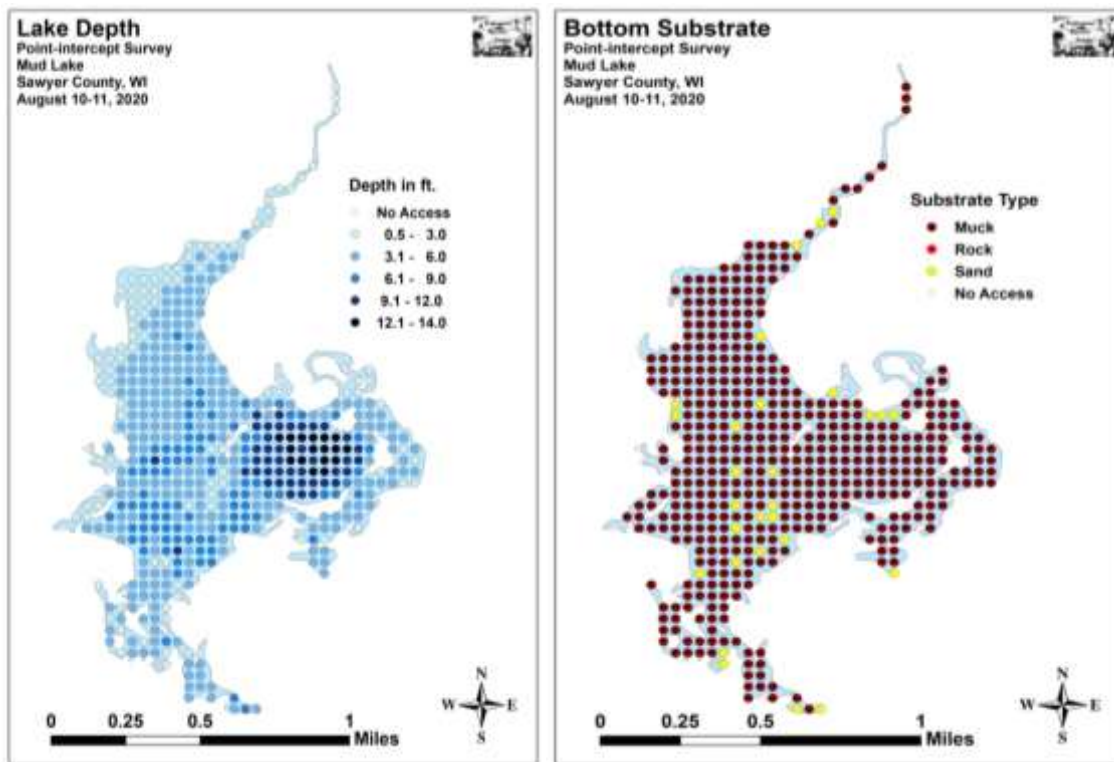 Lake Depth
Point-intercept Survey
Mud Lake
Sawyer County, WI
August 10-11, 2020
Depth in ft.
No Access
0.5 - 3.0
3.1 - 6.0
6.1 - 9.0
9.1 - 12.0
12.1 - 14.0
N
W E
S
0 0.25 0.5 1
Miles
Bottom Substrate
Point-intercept Survey
Mud Lake
Sawyer County, WI
August 10-11, 2020
Substrate Type
Muck
Rock
Sand
No Access
N
W E
S
0 0.25 0.5 1
Miles